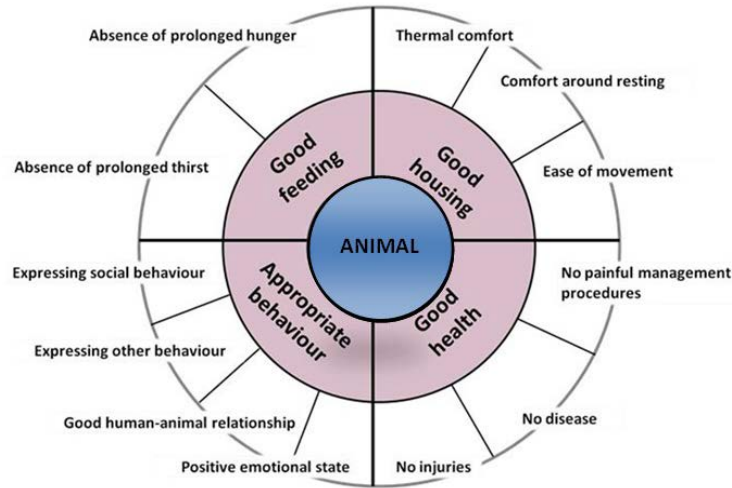 Absence of prolonged hunger
Thermal comfort
Comfort around resting
Good
feeding
Good
housing
Absence of prolonged thirst
Ease of movement
ANIMAL
Expressing social behaviour
No painful management
procedures
Appropriate
behaviour
Good
health
Expressing other behaviour
Good human-animal relationship
No disease
Positive emotional state
No injuries